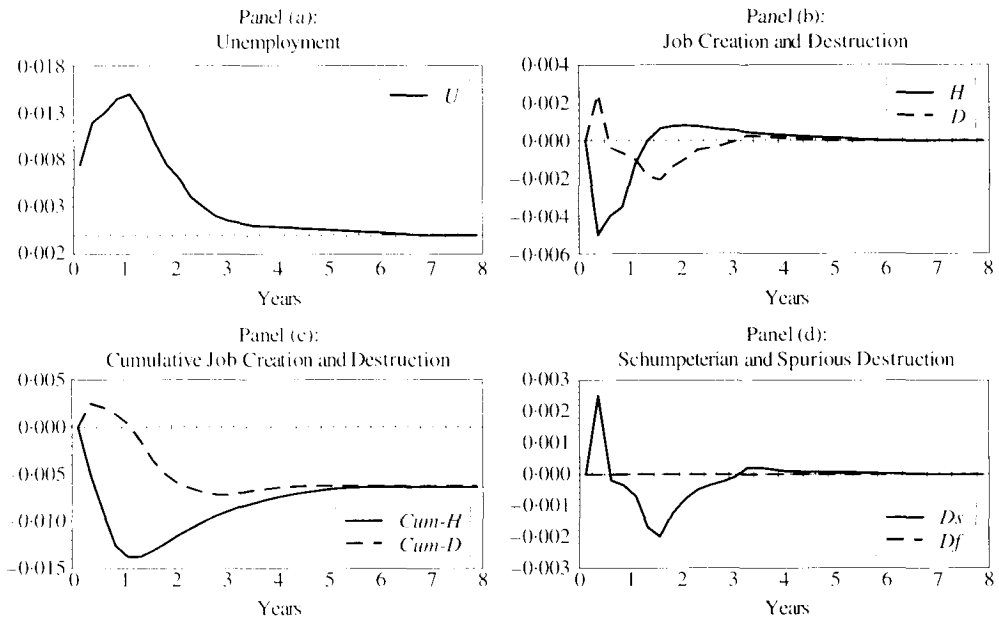 Panel (a):
Unemployment
0·018
0·013
0·008
0·003
0·002
U
0 1 2 3 4 5 6 7 8
Years
Panel (b):
Job Creation and Destruction
0·004
0·002
0·000
−0·002
−0·004
−0·006
H
D
0 1 2 3 4 5 6 7 8
Years
Panel (c):
Cumulative Job Creation and Destruction
0·005
0·000
−0·005
−0·010
−0·015
Cum-H
Cum-D
0 1 2 3 4 5 6 7 8
Years
Panel (d):
Schumpeterian and Spurious Destruction
0·003
0·002
0·001
0·000
−0·001
−0·002
−0·003
Ds
Df
0 1 2 3 4 5 6 7 8
Years